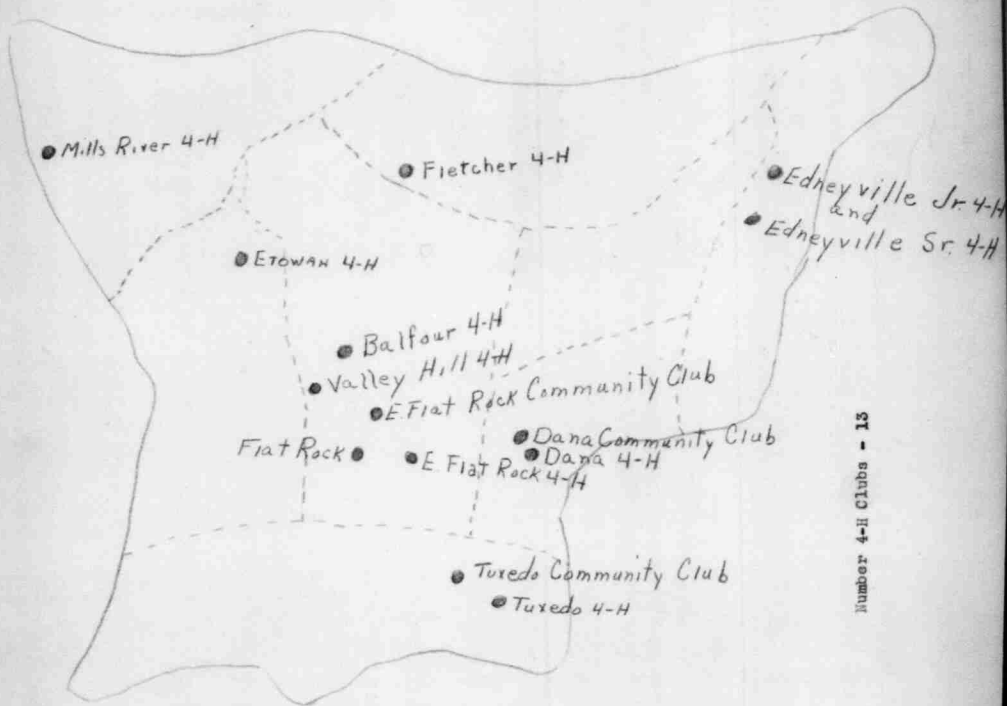 Mills River 4-H
Fletcher 4-H
Edneyville Jr. 4-H
and
Edneyville Sr. 4-H
ETOWAH 4-H
Balfour 4-H
Valley Hill 4-H
E. Flat Rock Community Club
Flat Rock
E. Flat Rock 4-H
Dana Community Club
Dana 4-H
Tuxedo Community Club
Tuxedo 4-H
Number 4-H Clubs - 13